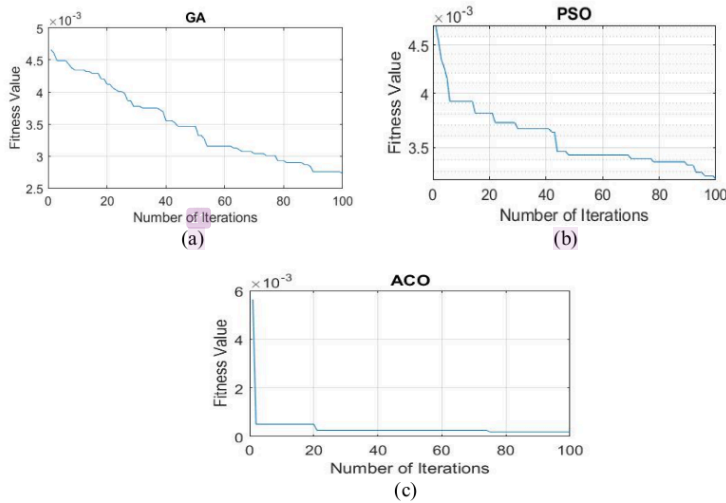 GA
×10⁻³
5
4.5
4
3.5
3
2.5
Fitness Value
0 20 40 60 80 100
Number of Iterations
(a)
PSO
×10⁻³
4.5
4
3.5
Fitness Value
0 20 40 60 80 100
Number of Iterations
(b)
ACO
×10⁻³
6
4
2
0
Fitness Value
0 20 40 60 80 100
Number of Iterations
(c)